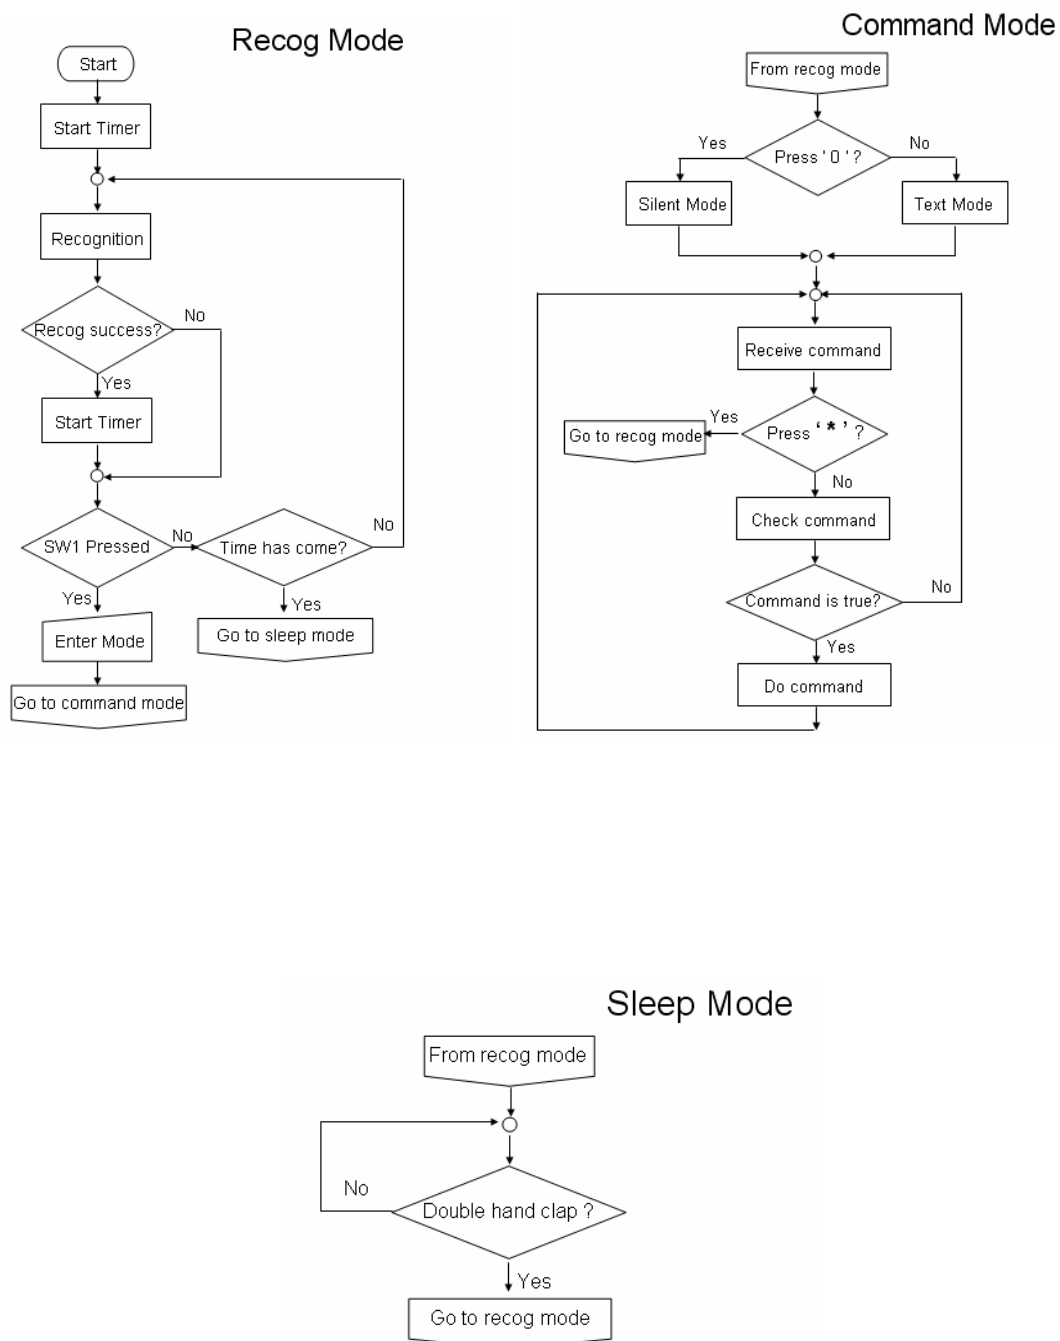 Recog Mode
Start
Start Timer
Recognition
Recog success?
No
Yes
Start Timer
SW1 Pressed
No
Time has come?
No
Yes
Yes
Enter Mode
Go to sleep mode
Go to command mode
Command Mode
From recog mode
Press ' 0 ' ?
Yes
No
Silent Mode
Text Mode
Receive command
Press ' * ' ?
Yes
Go to recog mode
No
Check command
Command is true?
No
Yes
Do command
Sleep Mode
From recog mode
Double hand clap ?
No
Yes
Go to recog mode